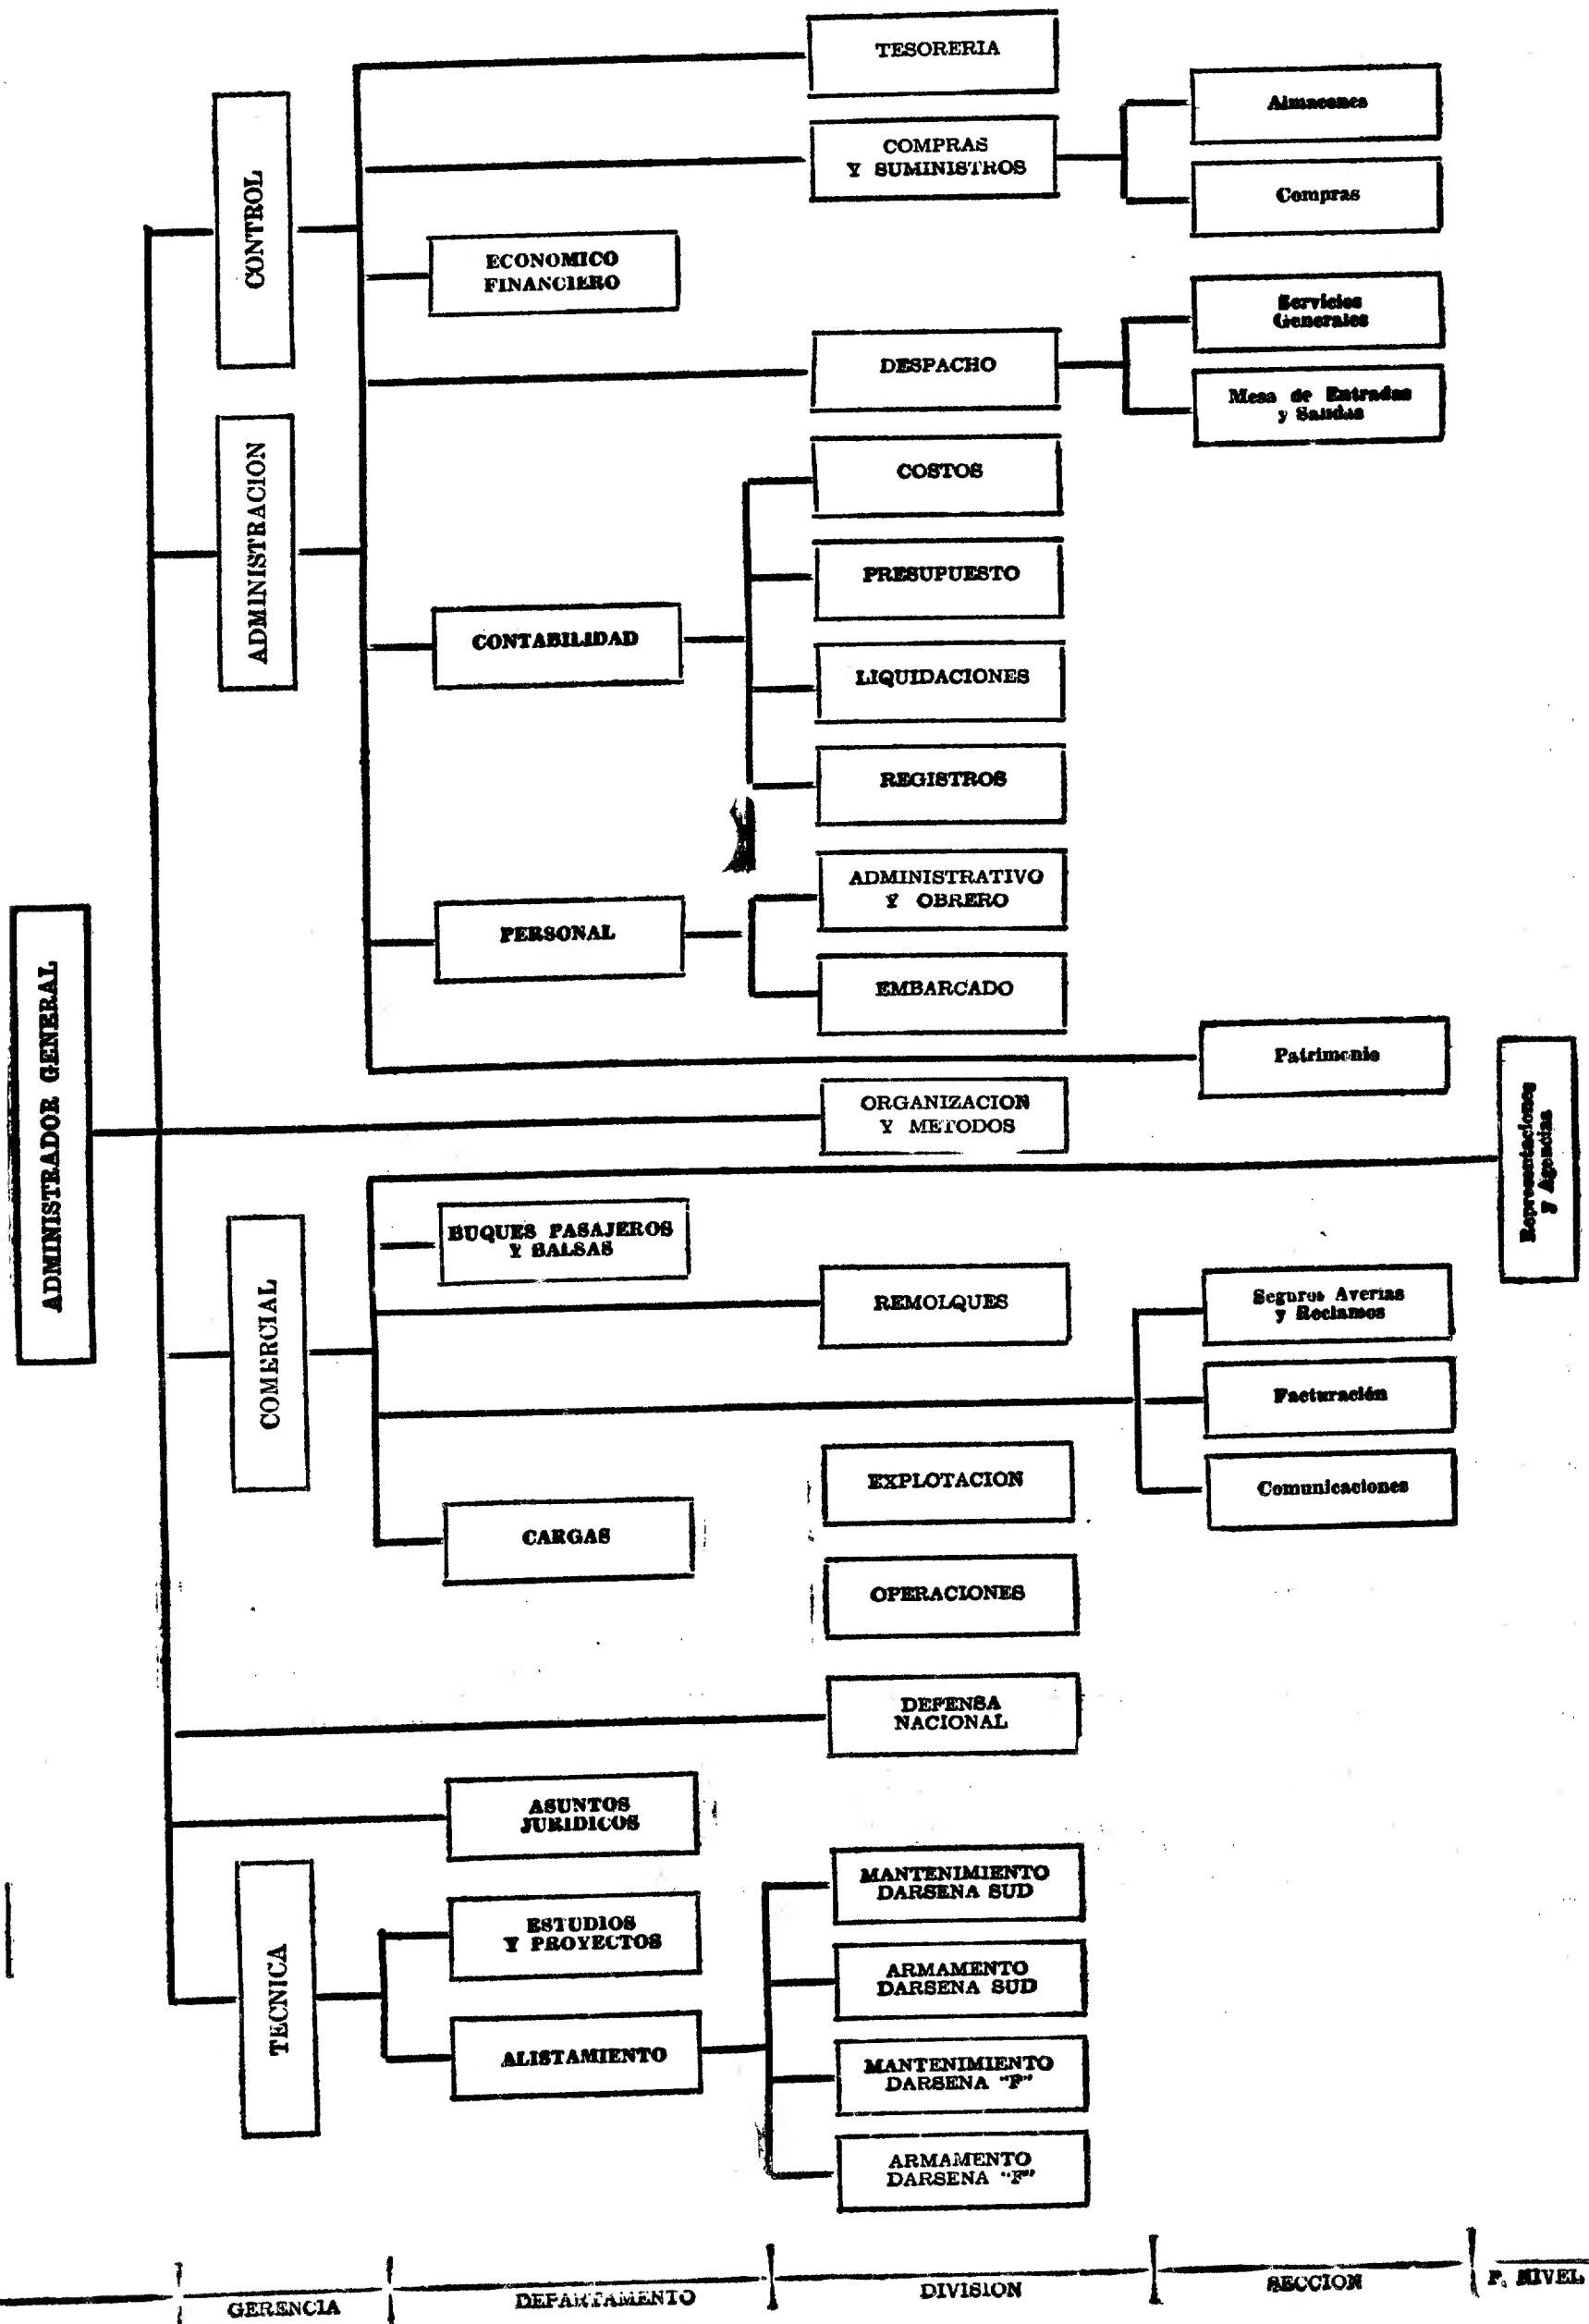 TESORERIA
COMPRAS
Y SUMINISTROS
Almacenes
Compras
CONTROL
ECONOMICO
FINANCIERO
Servicios
Generales
DESPACHO
Mesa de Entradas
y Salidas
ADMINISTRACION
COSTOS
PRESUPUESTO
CONTABILIDAD
LIQUIDACIONES
REGISTROS
ADMINISTRATIVO
Y OBRERO
PERSONAL
EMBARCADO
Patrimonio
ADMINISTRADOR GENERAL
ORGANIZACION
Y METODOS
Representaciones
y Agencias
BUQUES PASAJEROS
Y BALSAS
COMERCIAL
REMOLQUES
Seguros Averías
y Reclamos
Facturación
EXPLOTACION
Comunicaciones
CARGAS
OPERACIONES
DEFENSA
NACIONAL
ASUNTOS
JURIDICOS
MANTENIMIENTO
DARSENA SUD
ESTUDIOS
Y PROYECTOS
TECNICA
ARMAMENTO
DARSENA SUD
ALISTAMIENTO
MANTENIMIENTO
DARSENA "F"
ARMAMENTO
DARSENA "F"
GERENCIA
DEPARTAMENTO
DIVISION
SECCION
P. NIVEL